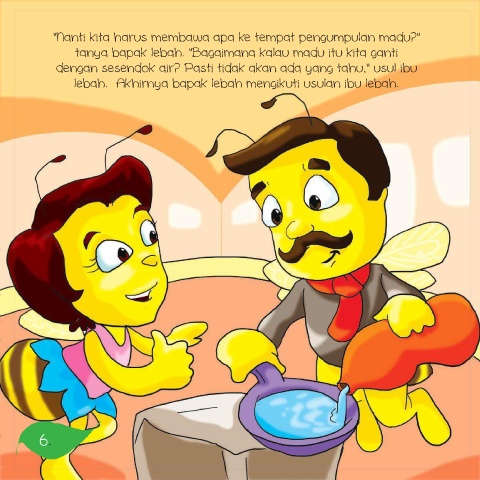 "Nanti kita harus membawa apa ke tempat pengumpulan madu?"
tanya bapak lebah. "Bagaimana kalau madu itu kita ganti
dengan sesendok air? Pasti tidak akan ada yang tahu," usul ibu
lebah. Akhirnya bapak lebah mengikuti usulan ibu lebah.
6.